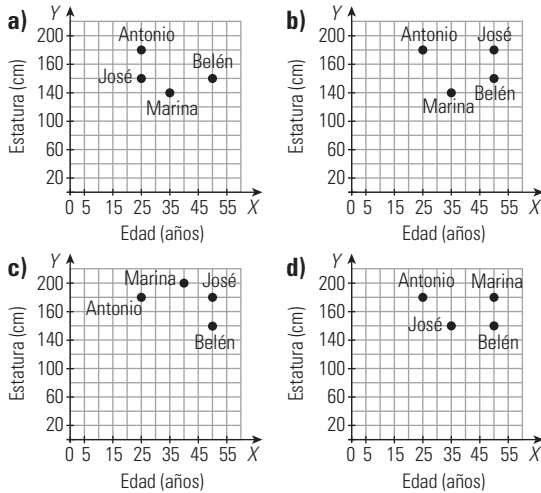 a)
Y
200
180
140
100
60
20
0 5 15 25 35 45 55 X
Estatura (cm)
Edad (años)
Antonio
José
Belén
Marina
b)
Y
200
180
140
100
60
20
0 5 15 25 35 45 55 X
Estatura (cm)
Edad (años)
Antonio
José
Marina
Belén
c)
Y
200
180
140
100
60
20
0 5 15 25 35 45 55 X
Estatura (cm)
Edad (años)
Marina
José
Antonio
Belén
d)
Y
200
180
140
100
60
20
0 5 15 25 35 45 55 X
Estatura (cm)
Edad (años)
Antonio
Marina
José
Belén